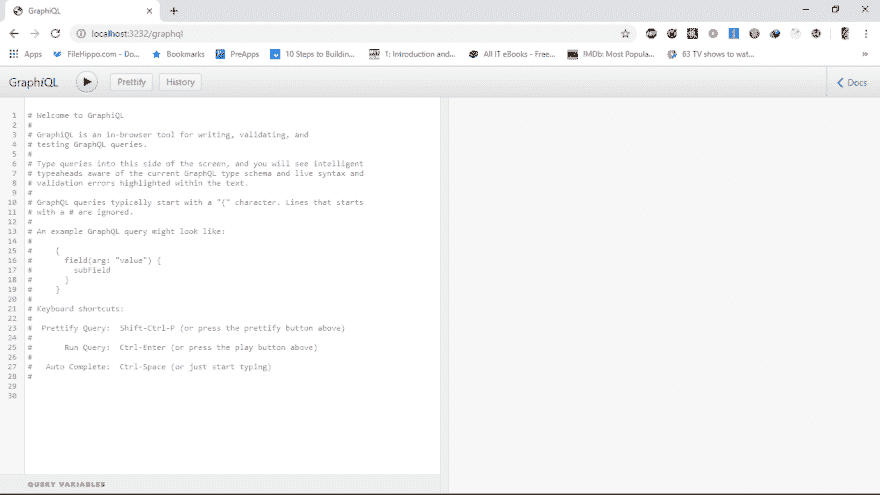 GraphiQL
localhost:3232/graphql
Apps FileHippo.com - Do... Bookmarks PreApps 10 Steps to Buildin... 1: Introduction and... All IT eBooks - Free... IMDb: Most Popula... 63 TV shows to wat... »
GraphiQL Prettify History Docs
1 # Welcome to GraphiQL
2 #
3 # GraphiQL is an in-browser tool for writing, validating, and
4 # testing GraphQL queries.
5 #
6 # Type queries into this side of the screen, and you will see intelligent
7 # typeaheads aware of the current GraphQL type schema and live syntax and
8 # validation errors highlighted within the text.
9 #
10 # GraphQL queries typically start with a "{" character. Lines that starts
11 # with a # are ignored.
12 #
13 # An example GraphQL query might look like:
14 #
15 #     {
16 #       field(arg: "value") {
17 #         subField
18 #       }
19 #     }
20 #
21 # Keyboard shortcuts:
22 #
23 #  Prettify Query:  Shift-Ctrl-P (or press the prettify button above)
24 #
25 #       Run Query:  Ctrl-Enter (or press the play button above)
26 #
27 #   Auto Complete:  Ctrl-Space (or just start typing)
28 #
29
30
QUERY VARIABLES